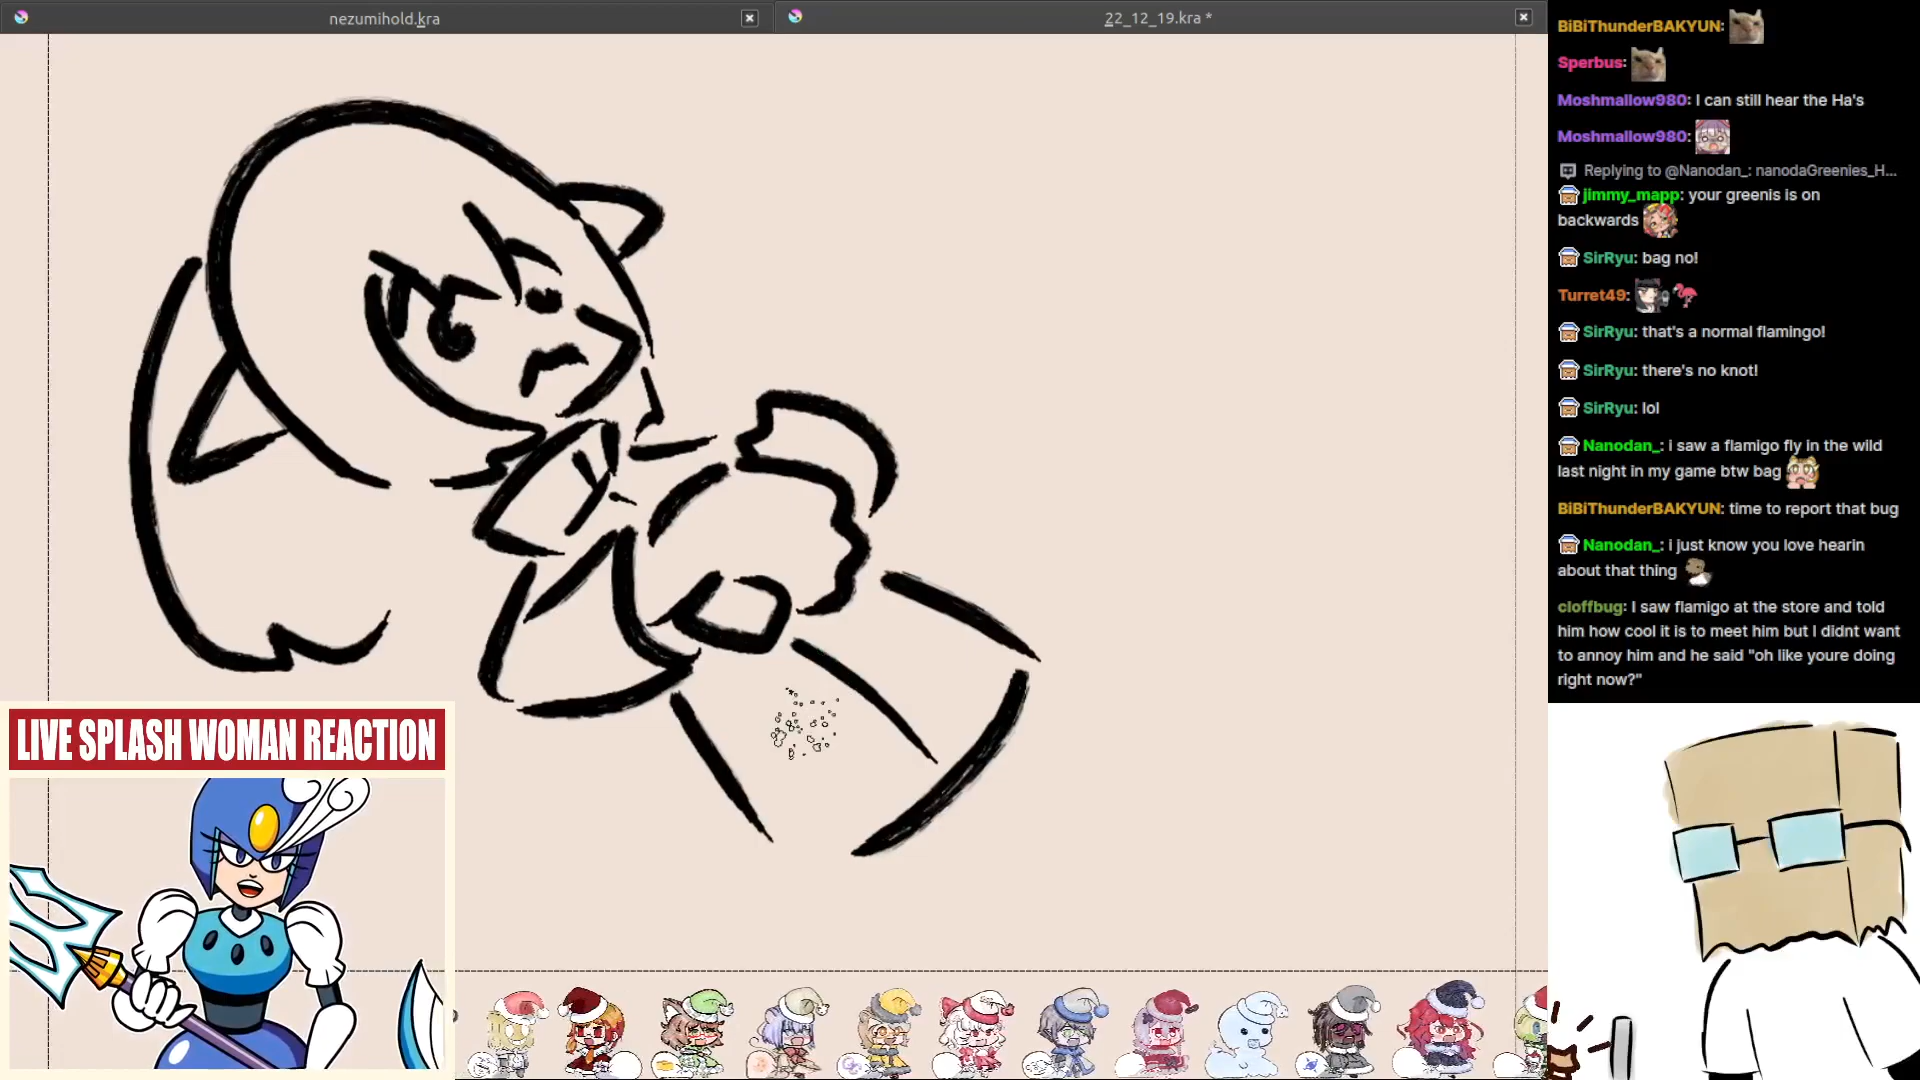 nezumihold.kra
22_12_19.kra *
BiBiThunderBAKYUN:
Sperbus:
Moshmallow980: I can still hear the Ha's
Moshmallow980:
Replying to @Nanodan_: nanodaGreenies_H...
jimmy_mapp: your greenis is on
backwards
SirRyu: bag no!
Turret49:
SirRyu: that's a normal flamingo!
SirRyu: there's no knot!
SirRyu: lol
Nanodan_: i saw a flamigo fly in the wild
last night in my game btw bag
BiBiThunderBAKYUN: time to report that bug
Nanodan_: i just know you love hearin
about that thing
cloffbug: I saw flamigo at the store and told
him how cool it is to meet him but I didnt want
to annoy him and he said "oh like youre doing
right now?"
LIVE SPLASH WOMAN REACTION